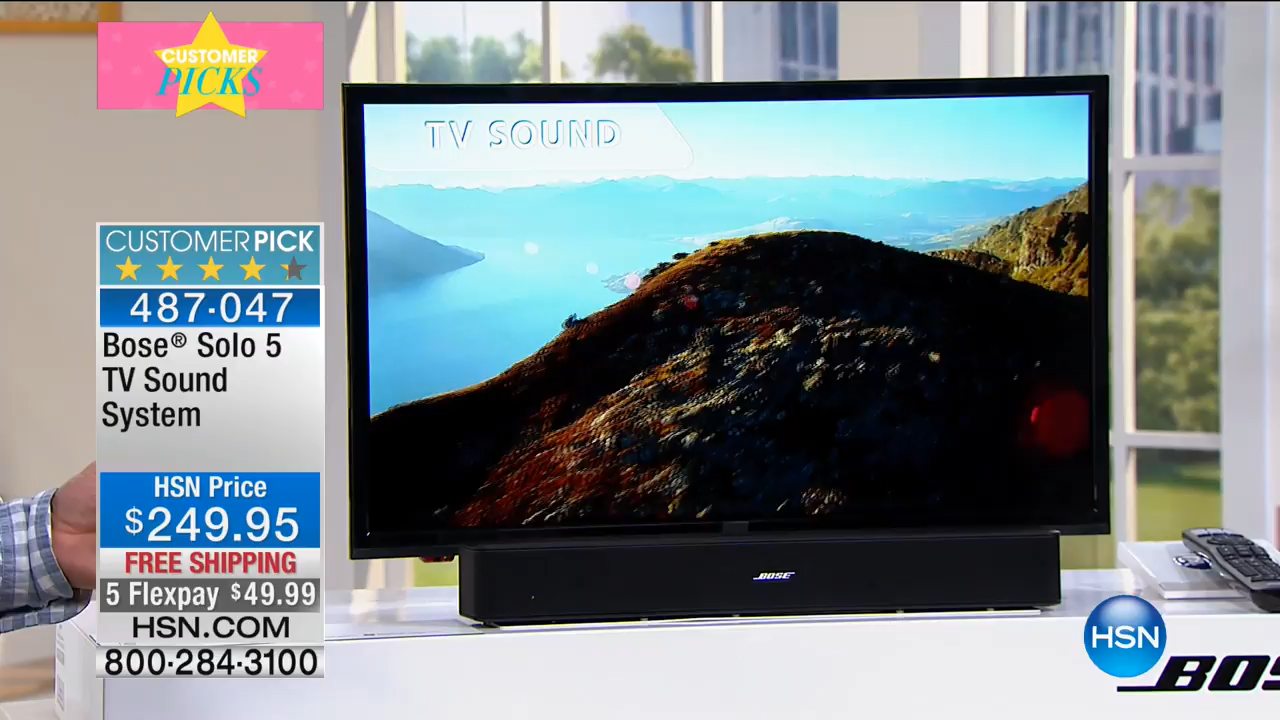 CUSTOMER
PICKS
TV SOUND
CUSTOMER PICK
487·047
Bose® Solo 5
TV Sound
System
HSN Price
$249.95
FREE SHIPPING
5 Flexpay $49.99
HSN.COM
800·284·3100
BOSE
HSN
BOS